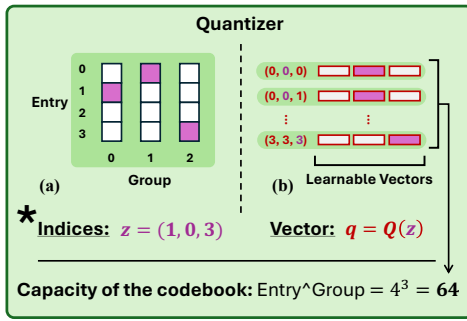 Quantizer
0
1
2
3
Entry
0 1 2
Group
(a)
(0, 0, 0)
(0, 0, 1)
⋮ ⋮
(3, 3, 3)
(b)
Learnable Vectors
*Indices: z = (1, 0, 3)
Vector: q = Q(z)
Capacity of the codebook: Entry^Group = 4³ = 64